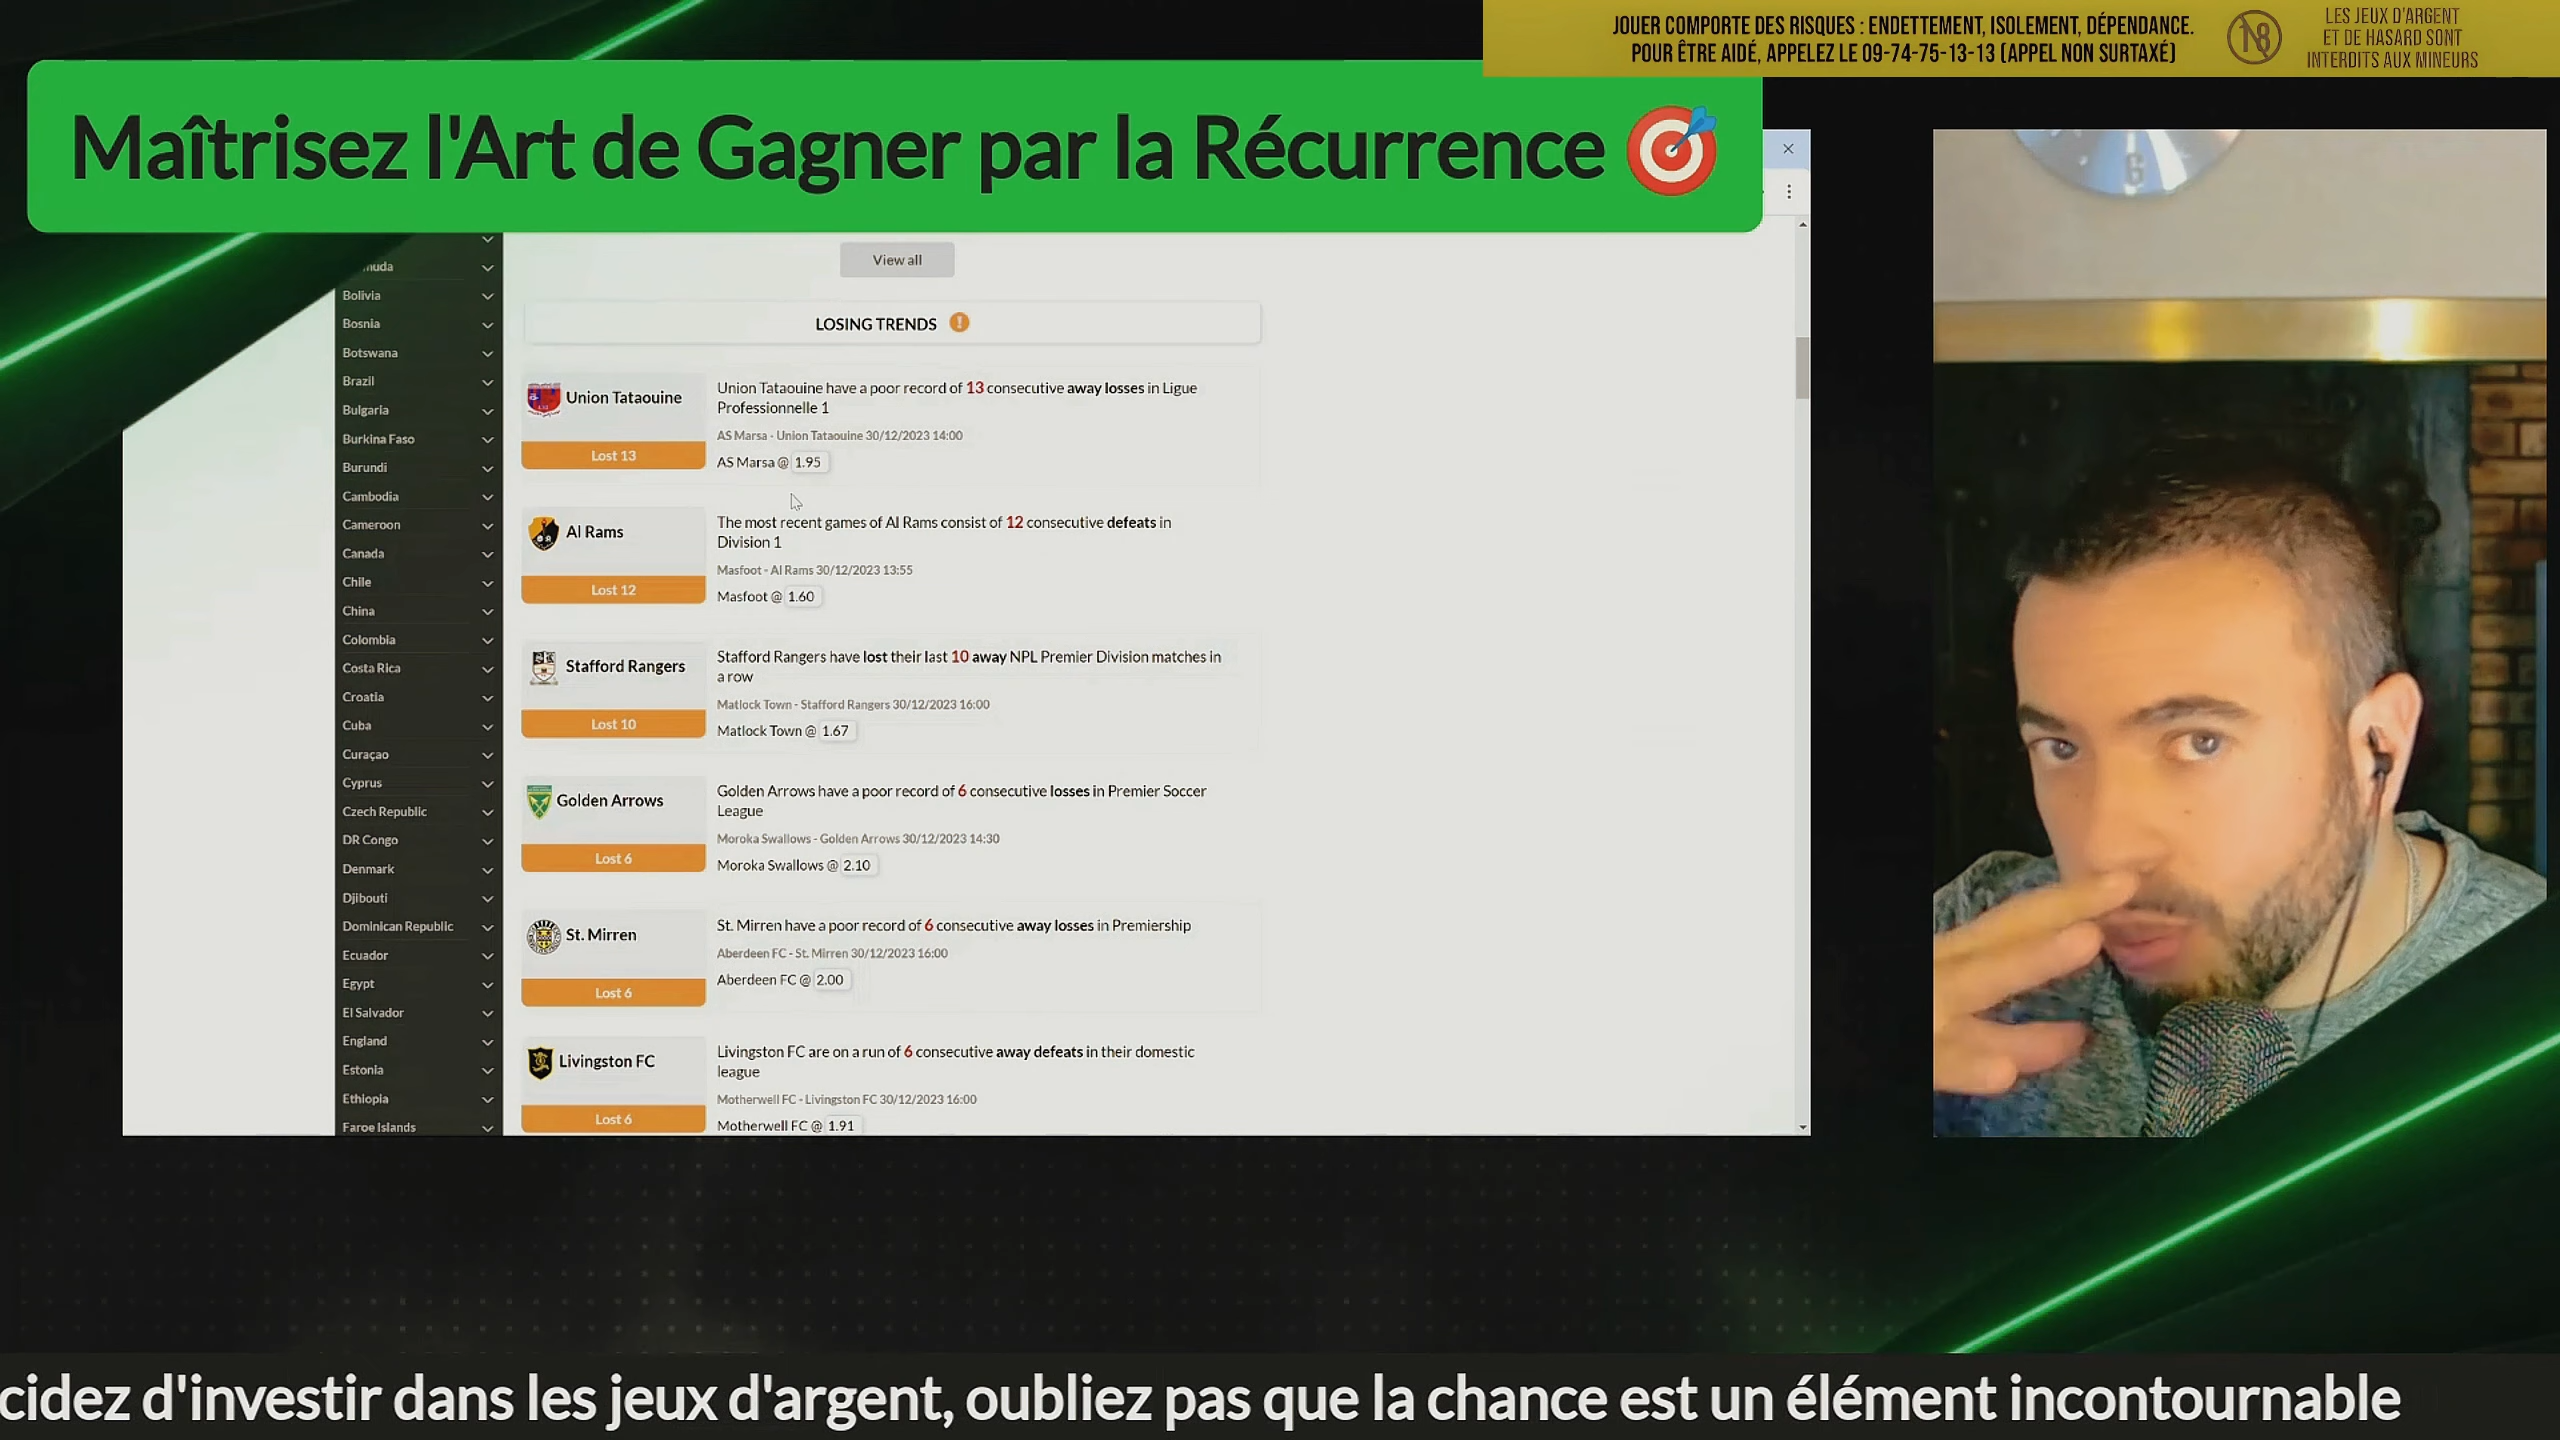 JOUER COMPORTE DES RISQUES : ENDETTEMENT, ISOLEMENT, DÉPENDANCE.
POUR ÊTRE AIDÉ, APPELEZ LE 09-74-75-13-13 (APPEL NON SURTAXÉ)
18
LES JEUX D'ARGENT
ET DE HASARD SONT
INTERDITS AUX MINEURS
Maîtrisez l'Art de Gagner par la Récurrence
Bolivia
Bosnia
Botswana
Brazil
Bulgaria
Burkina Faso
Burundi
Cambodia
Cameroon
Canada
Chile
China
Colombia
Costa Rica
Croatia
Cuba
Curaçao
Cyprus
Czech Republic
DR Congo
Denmark
Djibouti
Dominican Republic
Ecuador
Egypt
El Salvador
England
Estonia
Ethiopia
Faroe Islands
View all
LOSING TRENDS
Union Tataouine
Lost 13
Union Tataouine have a poor record of 13 consecutive away losses in Ligue
Professionnelle 1
AS Marsa - Union Tataouine 30/12/2023 14:00
AS Marsa @ 1.95
Al Rams
Lost 12
The most recent games of Al Rams consist of 12 consecutive defeats in
Division 1
Masfoot - Al Rams 30/12/2023 13:55
Masfoot @ 1.60
Stafford Rangers
Lost 10
Stafford Rangers have lost their last 10 away NPL Premier Division matches in
a row
Matlock Town - Stafford Rangers 30/12/2023 16:00
Matlock Town @ 1.67
Golden Arrows
Lost 6
Golden Arrows have a poor record of 6 consecutive losses in Premier Soccer
League
Moroka Swallows - Golden Arrows 30/12/2023 14:30
Moroka Swallows @ 2.10
St. Mirren
Lost 6
St. Mirren have a poor record of 6 consecutive away losses in Premiership
Aberdeen FC - St. Mirren 30/12/2023 16:00
Aberdeen FC @ 2.00
Livingston FC
Lost 6
Livingston FC are on a run of 6 consecutive away defeats in their domestic
league
Motherwell FC - Livingston FC 30/12/2023 16:00
Motherwell FC @ 1.91
cidez d'investir dans les jeux d'argent, oubliez pas que la chance est un élément incontournable